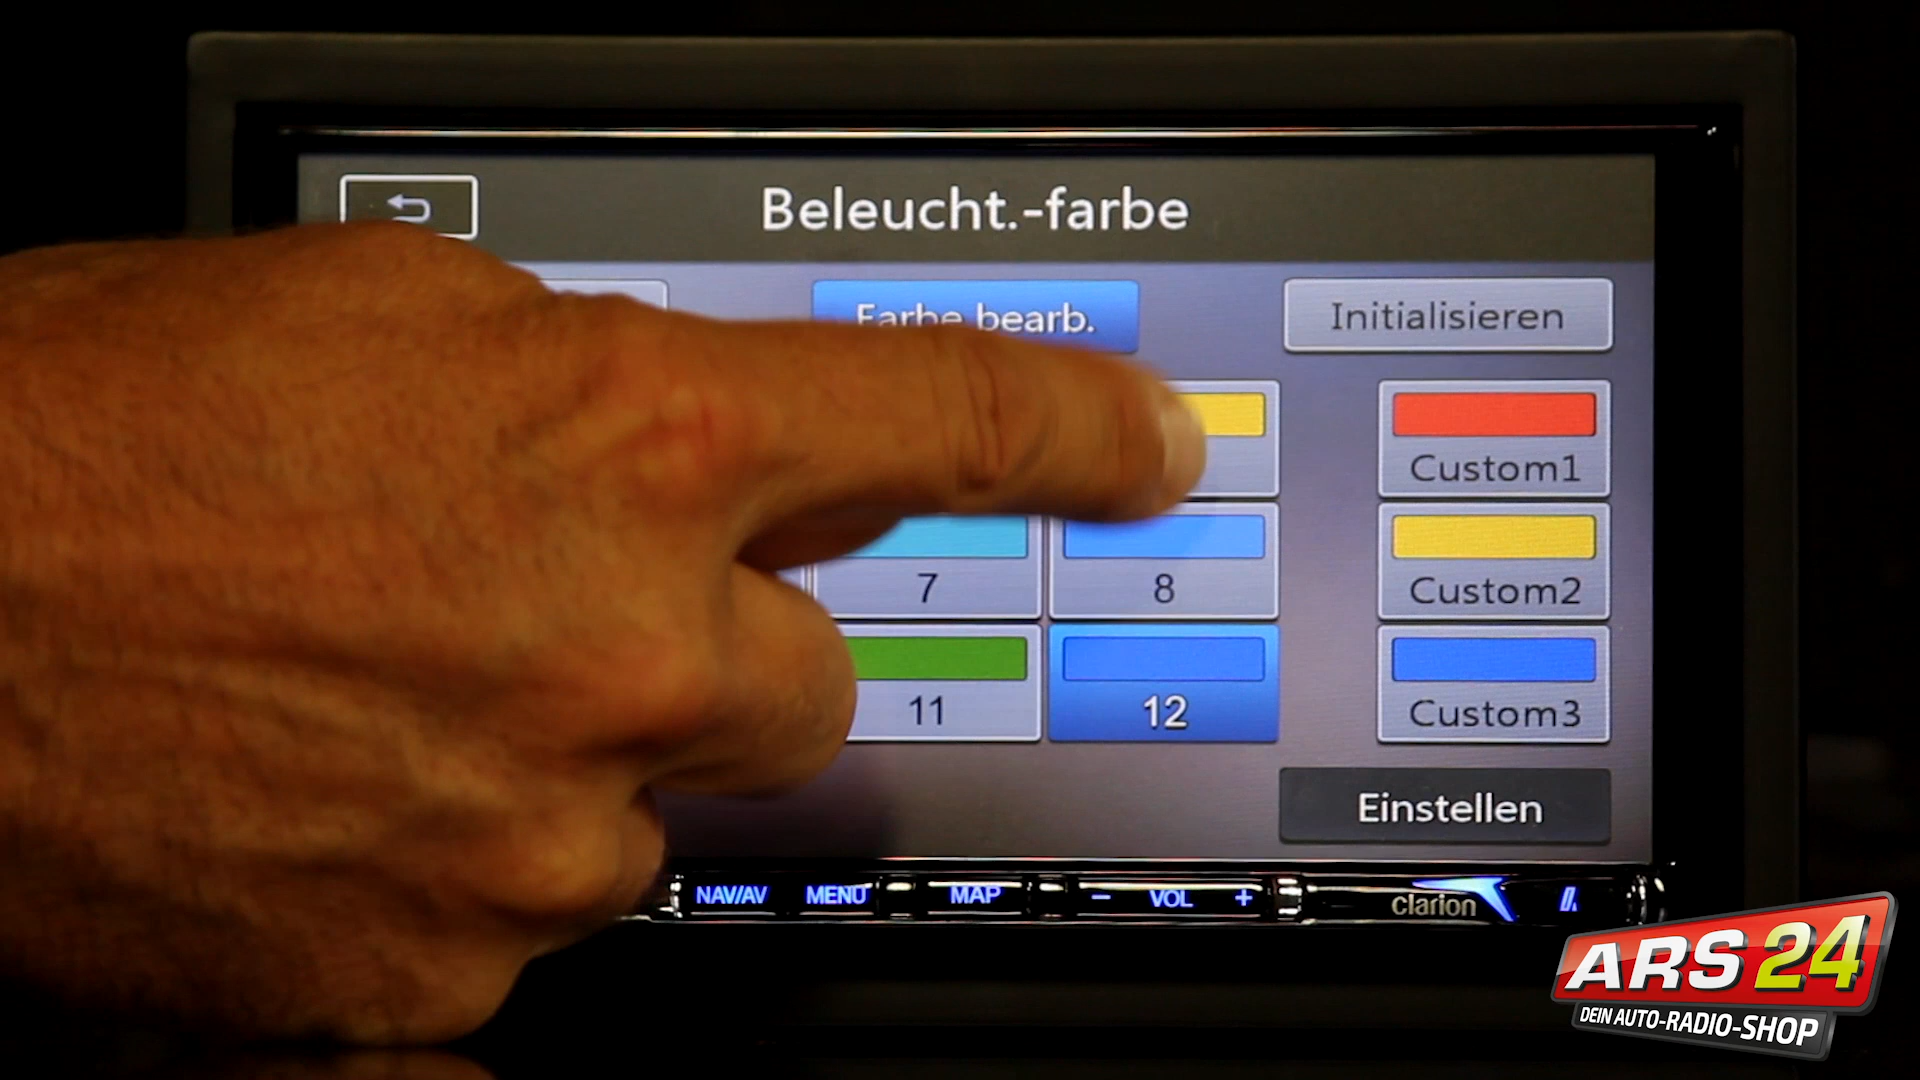 Beleucht.-farbe
Farbe bearb.
Initialisieren
Custom1
7
8
Custom2
11
12
Custom3
Einstellen
NAV/AV
MENU
MAP
− VOL +
clarion
ARS 24
DEIN AUTO-RADIO-SHOP